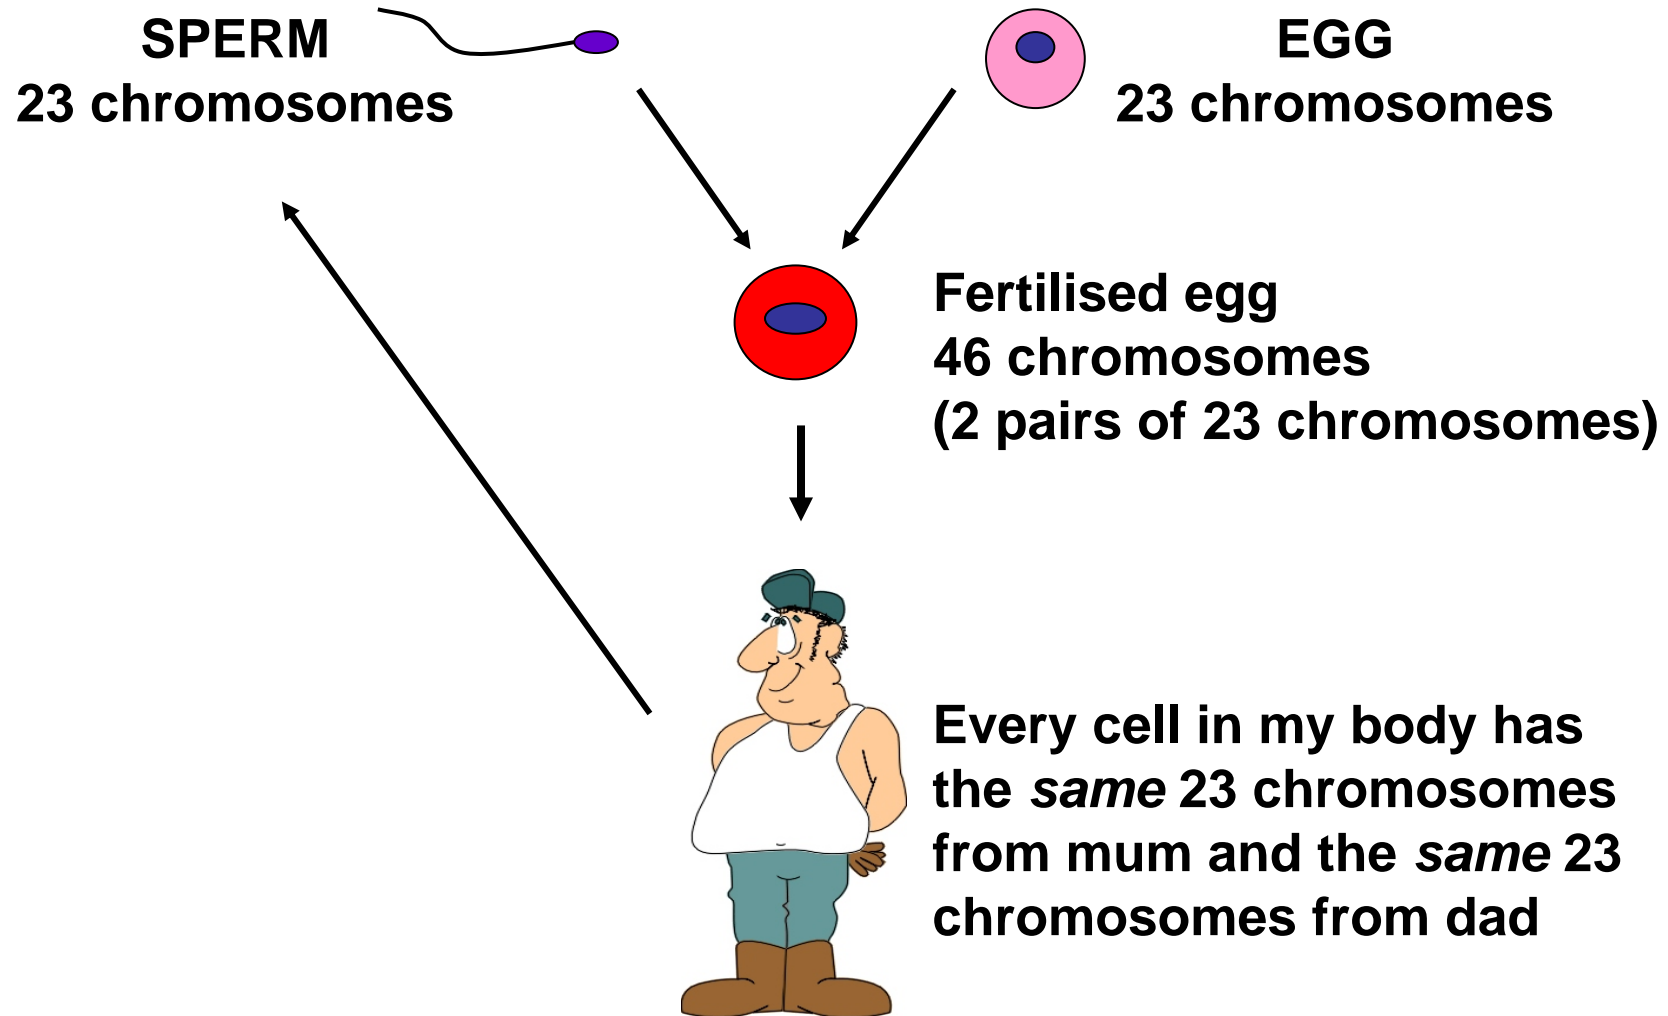 SPERM
23 chromosomes
EGG
23 chromosomes
Fertilised egg
46 chromosomes
(2 pairs of 23 chromosomes)
Every cell in my body has
the same 23 chromosomes
from mum and the same 23
chromosomes from dad